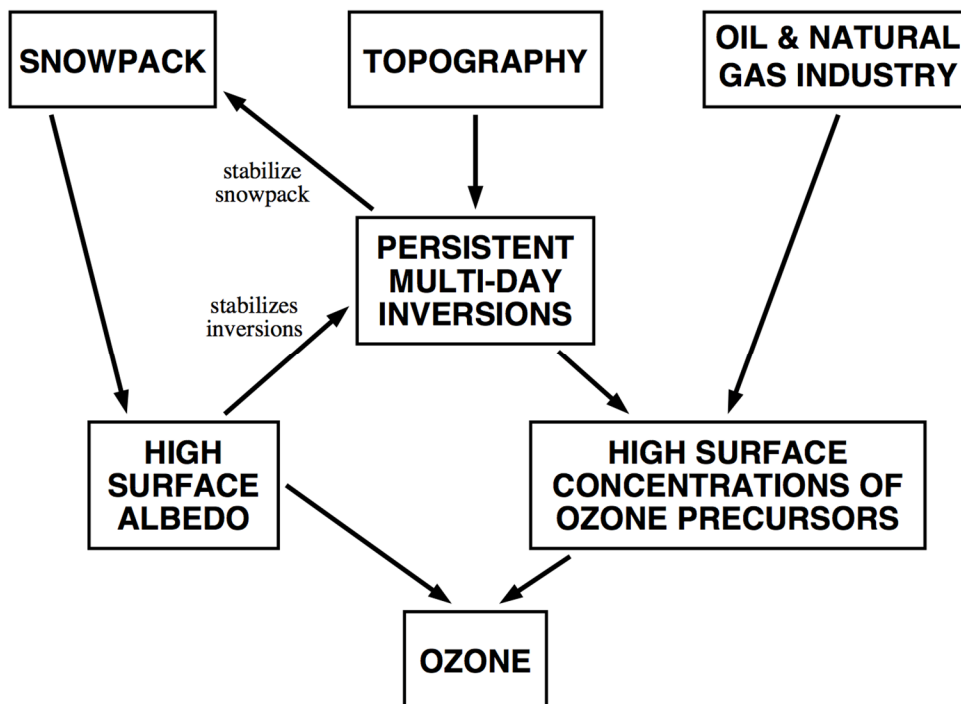 SNOWPACK
TOPOGRAPHY
OIL & NATURAL
GAS INDUSTRY
stabilize
snowpack
PERSISTENT
MULTI-DAY
INVERSIONS
stabilizes
inversions
HIGH
SURFACE
ALBEDO
HIGH SURFACE
CONCENTRATIONS OF
OZONE PRECURSORS
OZONE